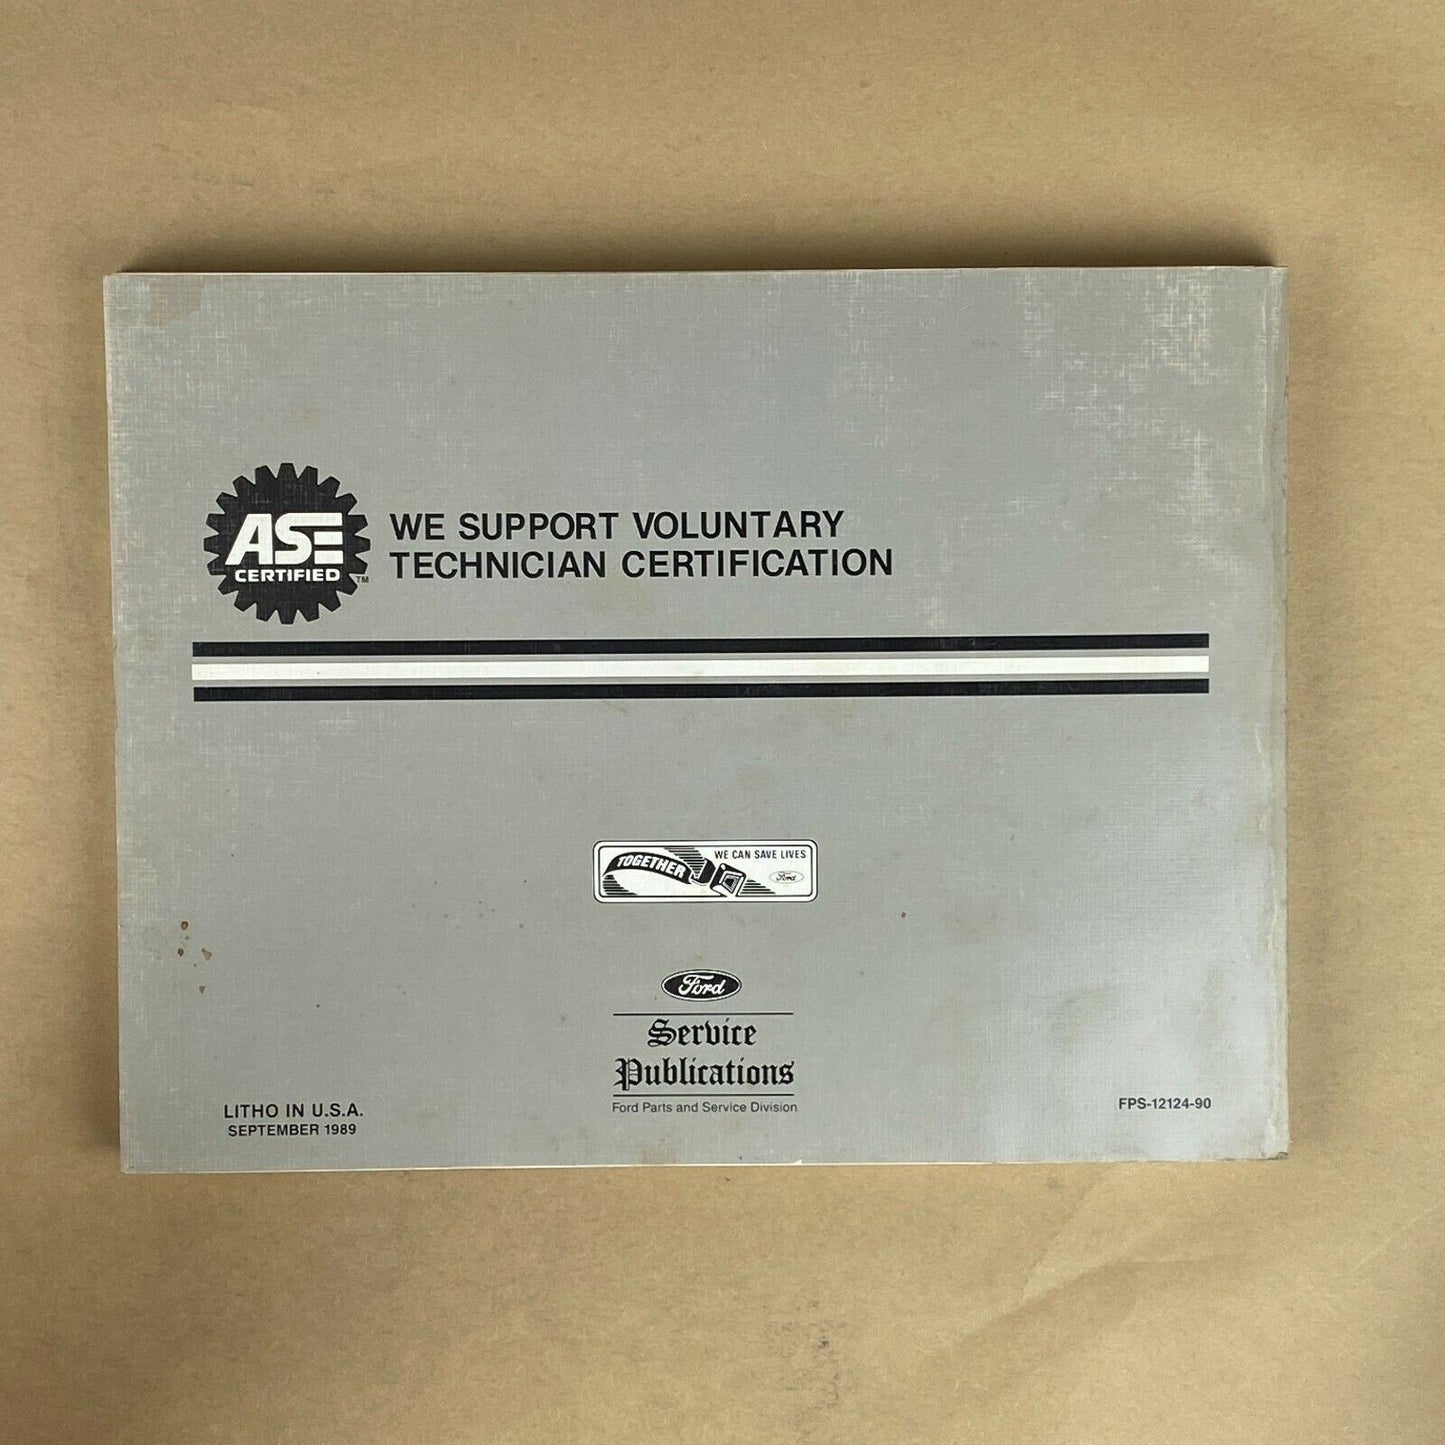 ASE
CERTIFIED
TM
WE SUPPORT VOLUNTARY
TECHNICIAN CERTIFICATION
TOGETHER
WE CAN SAVE LIVES
Ford
Ford
Service
Publications
Ford Parts and Service Division
LITHO IN U.S.A.
SEPTEMBER 1989
FPS-12124-90